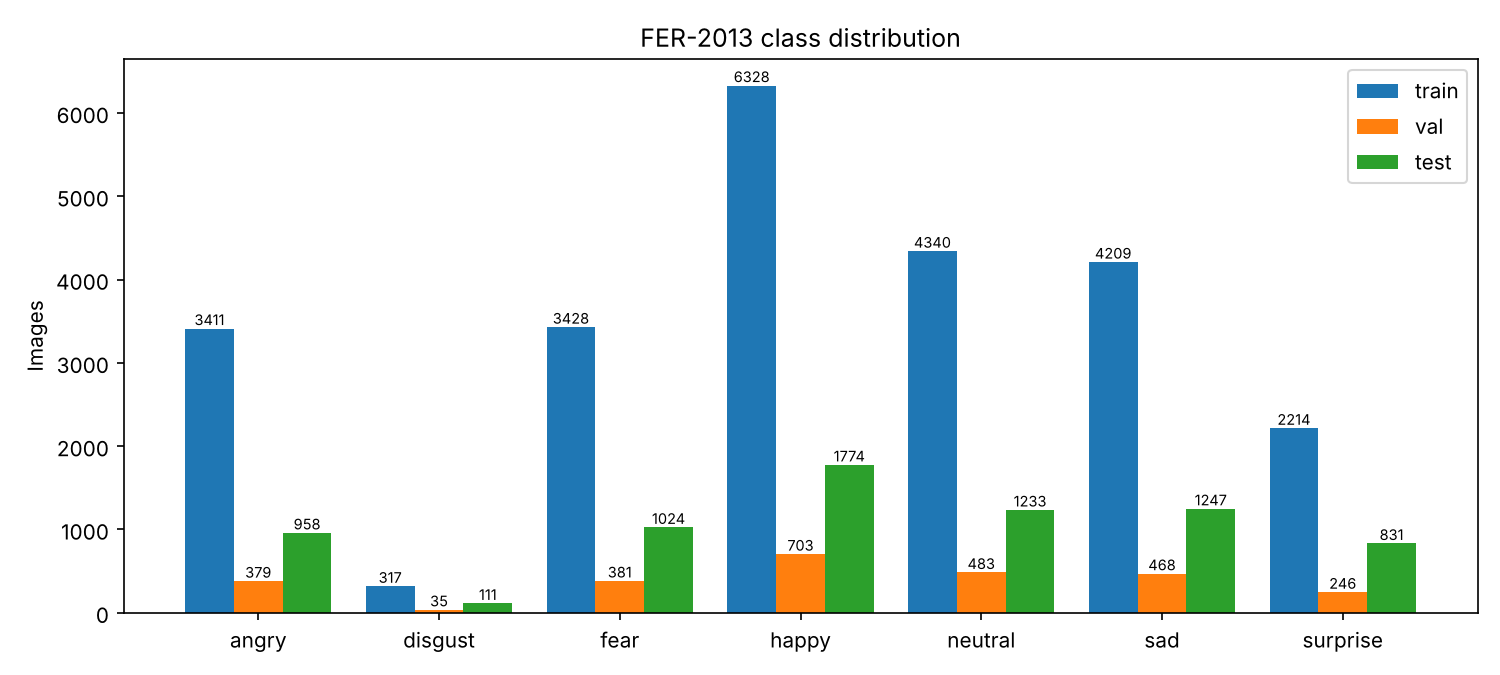 FER-2013 class distribution
Images
6000
5000
4000
3000
2000
1000
0
train
val
test
3411
379
958
317
35
111
3428
381
1024
6328
703
1774
4340
483
1233
4209
468
1247
2214
246
831
angry
disgust
fear
happy
neutral
sad
surprise